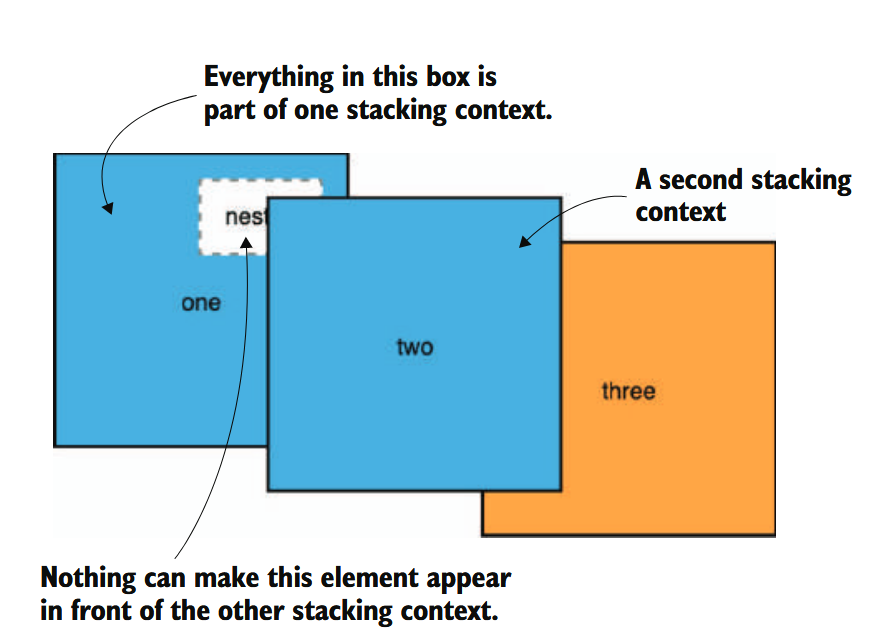 Everything in this box is
part of one stacking context.
A second stacking
context
nest
one
two
three
Nothing can make this element appear
in front of the other stacking context.